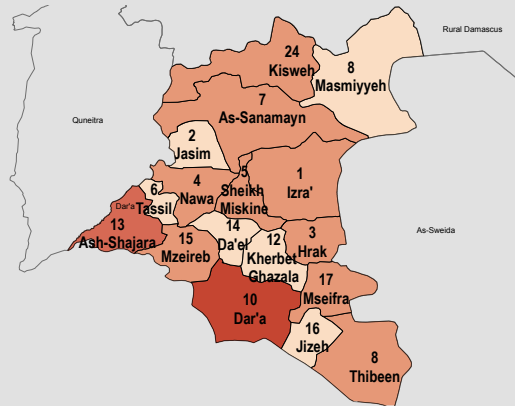 Rural Damascus
24
Kisweh
8
Masmiyyeh
7
As-Sanamayn
Quneitra
2
Jasim
5
Sheikh
Miskine
1
Izra'
4
Nawa
6
Tassil
Dar'a
13
Ash-Shajara
14
Da'el
12
Kherbet
Ghazala
3
Hrak
As-Sweida
15
Mzeireb
17
Mseifra
10
Dar'a
16
Jizeh
8
Thibeen